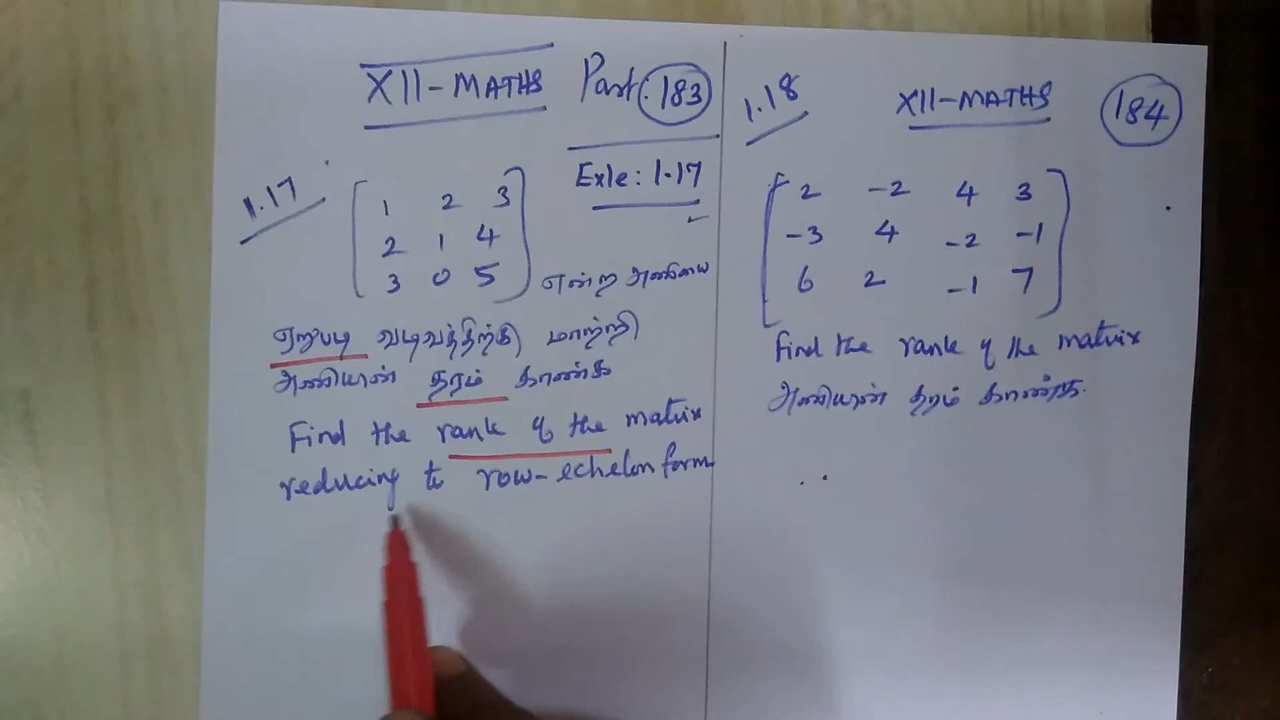 XII-MATHS Part: 183
Exle: 1.17
1.17
1 2 3
2 1 4
3 0 5 என்ற அணியை
ஏறுபடி வடிவத்திற்கு மாற்றி
அணியின் தரம் காண்க
Find the rank of the matrix
reducing to row-echelon form
1.18 XII-MATHS 184
2 -2 4 3
-3 4 -2 -1
6 2 -1 7
Find the rank of the matrix
அணியின் தரம் காண்க.